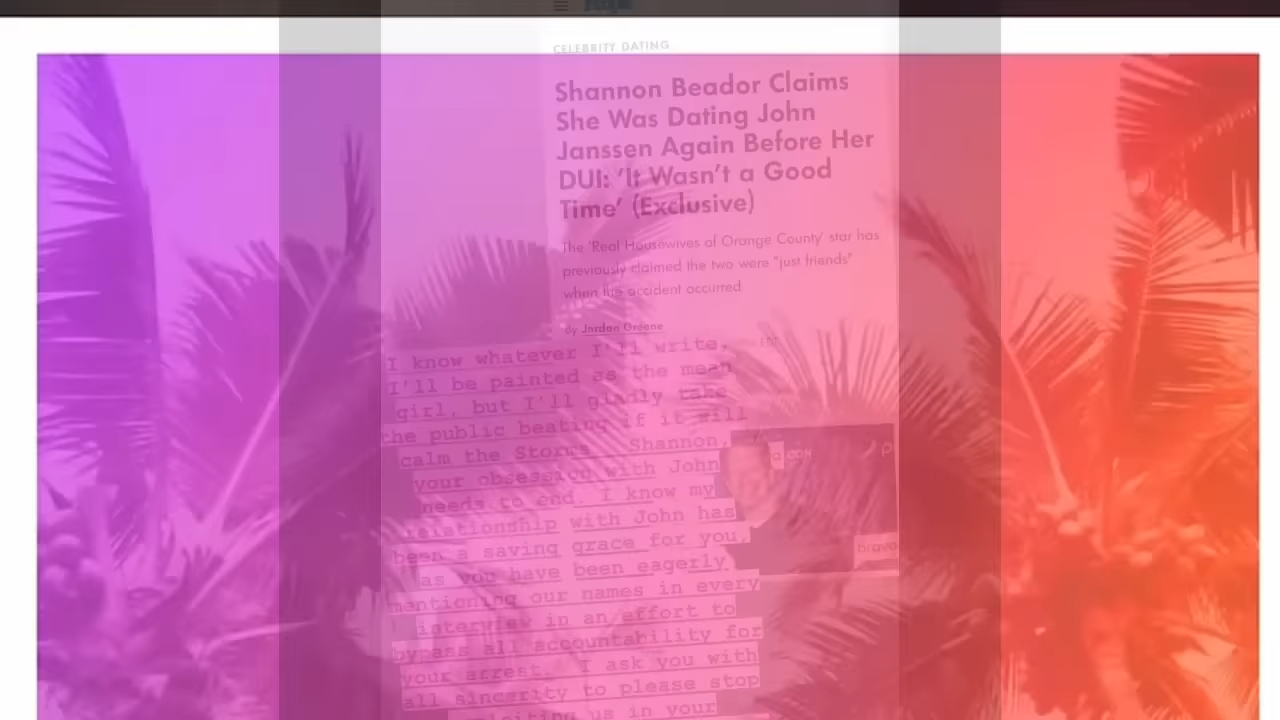 CELEBRITY DATING
Shannon Beador Claims
She Was Dating John
Janssen Again Before Her
DUI: ‘It Wasn’t a Good
Time’ (Exclusive)
The 'Real Housewives of Orange County' star has
previously claimed the two were "just friends"
when the accident occurred
By Jordan Greene
I know whatever I'll write,
I'll be painted as the mean
girl, but I'll gladly take
the public beating if it will
calm the Storms. Shannon,
your obsession with John
needs to end. I know my
relationship with John has
been a saving grace for you,
as you have been eagerly
mentioning our names in every
interview in an effort to
bypass all accountability for
your arrest. I ask you with
all sincerity to please stop
us in your
bravo